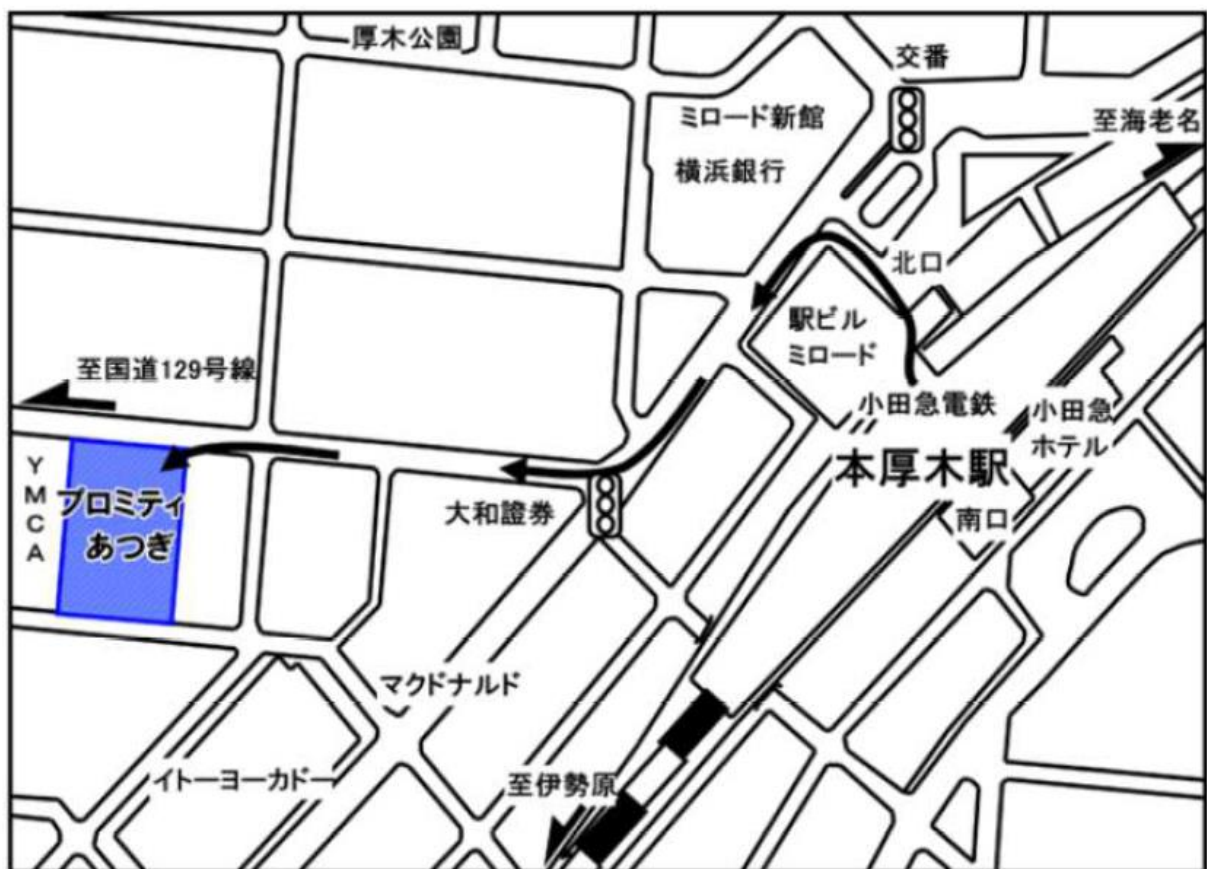 厚木公園
交番
ミロード新館
横浜銀行
至海老名
北口
駅ビル
ミロード
至国道129号線
小田急電鉄
本厚木駅
小田急
ホテル
南口
YMCA
プロミティ
あつぎ
大和證券
マクドナルド
イトーヨーカドー
至伊勢原